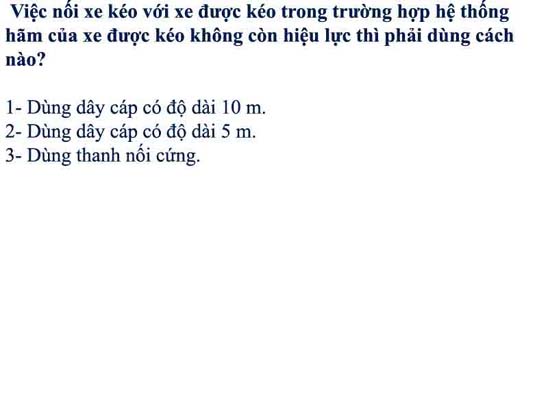 Việc nối xe kéo với xe được kéo trong trường hợp hệ thống
hãm của xe được kéo không còn hiệu lực thì phải dùng cách
nào?
1- Dùng dây cáp có độ dài 10 m.
2- Dùng dây cáp có độ dài 5 m.
3- Dùng thanh nối cứng.